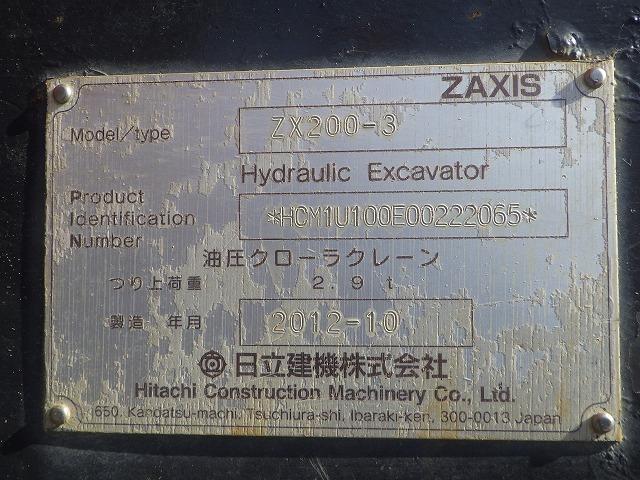 ZAXIS
Model/type ZX200-3
Hydraulic Excavator
Product
Identification
Number
*HCM1U100E00222065*
油圧クローラクレーン
つり上荷重 2.9 t
製造 年月 2012-10
日立建機株式会社
Hitachi Construction Machinery Co., Ltd.
650, Kandatsu-machi, Tsuchiura-shi, Ibaraki-ken, 300-0013 Japan